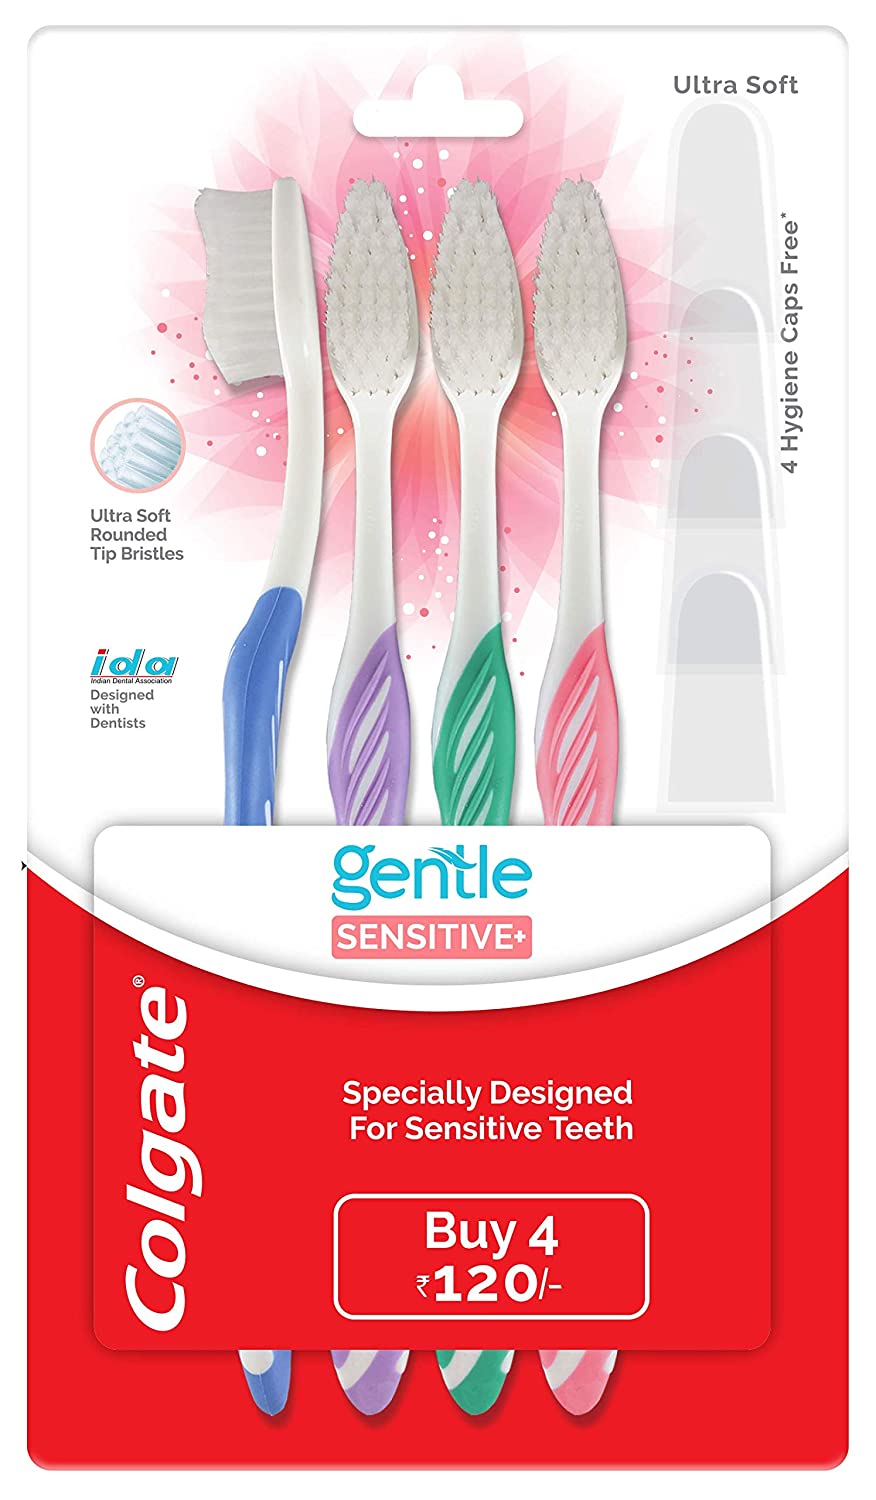 Ultra Soft
4 Hygiene Caps Free*
Ultra Soft
Rounded
Tip Bristles
ida
Indian Dental Association
Designed
with
Dentists
gentle
SENSITIVE+
Colgate®
Specially Designed
For Sensitive Teeth
Buy 4
₹120/-